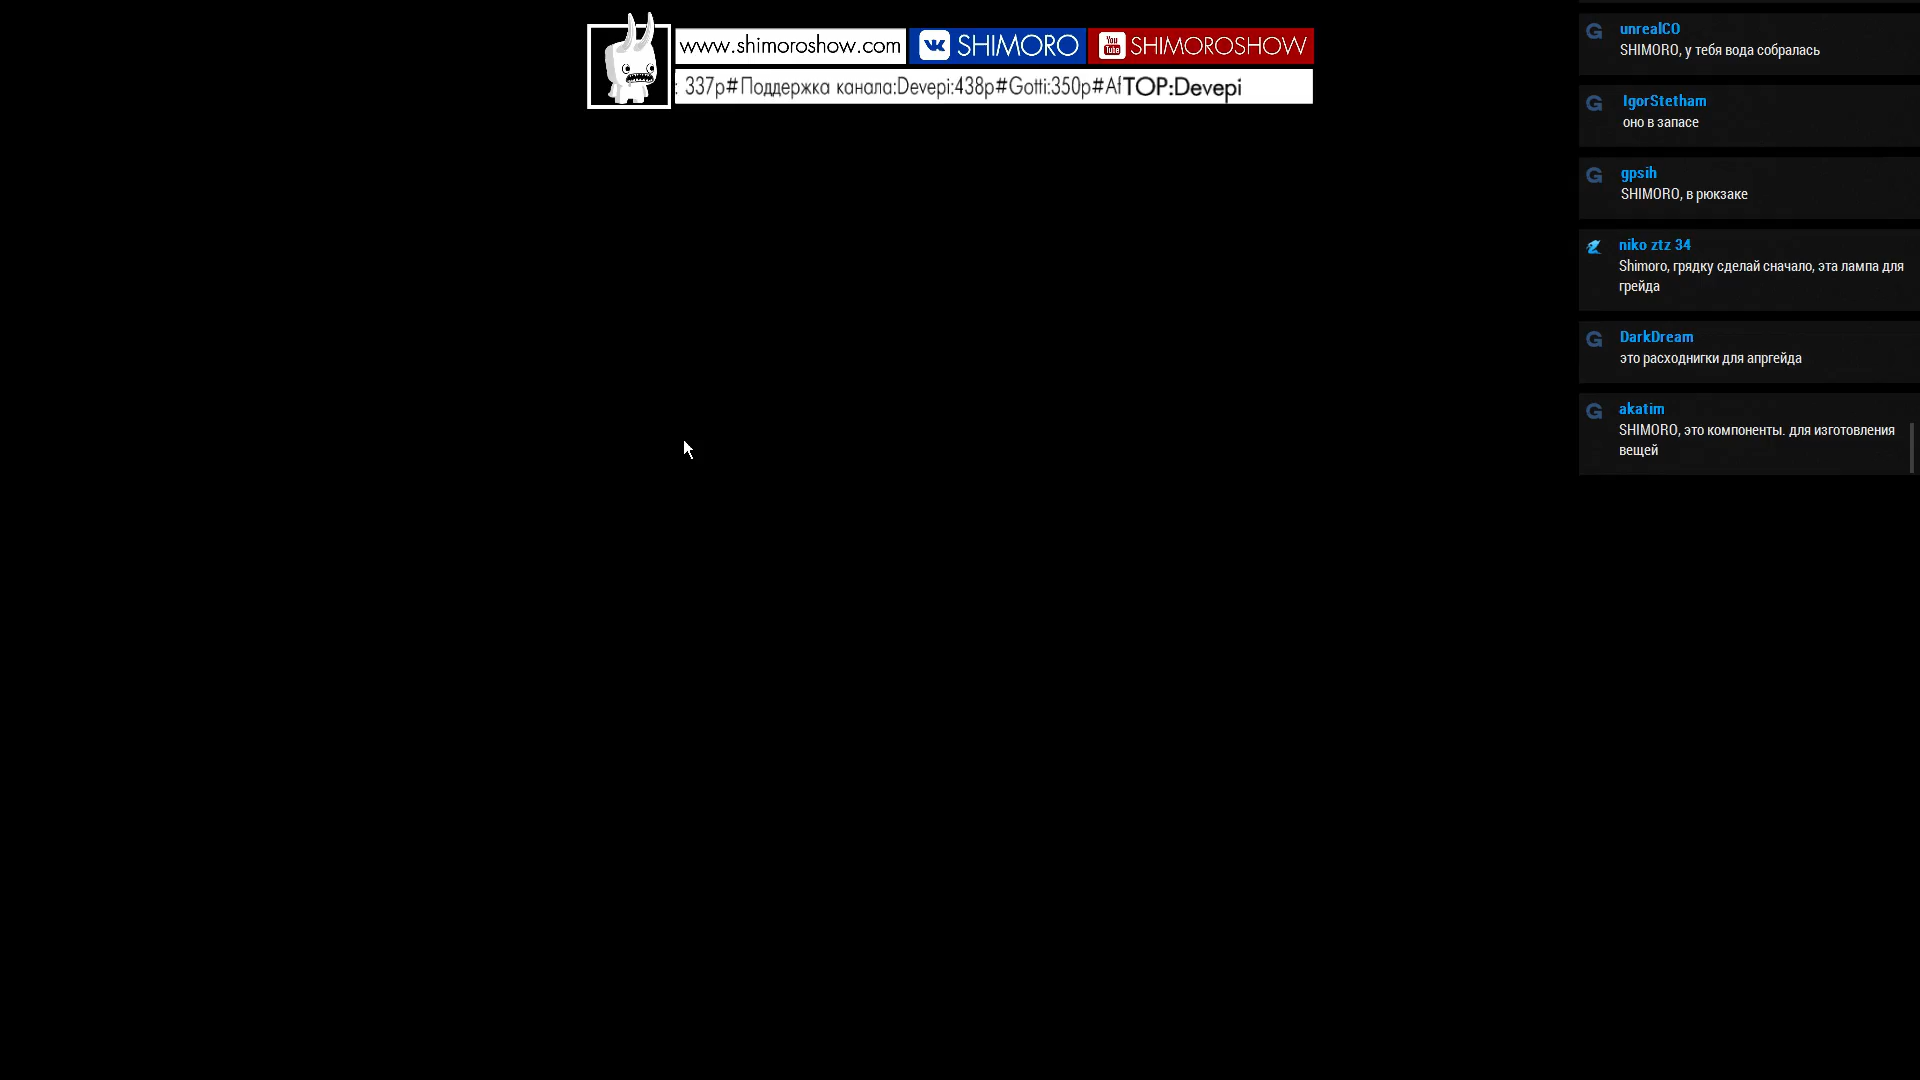 www.shimoroshow.com
SHIMORO
You Tube SHIMOROSHOW
: 337р#Поддержка канала:Devepi:438р#Gotti:350р#Af
TOP:Devepi
unrealCO
SHIMORO, у тебя вода собралась
IgorStetham
оно в запасе
gpsih
SHIMORO, в рюкзаке
niko ztz 34
Shimoro, грядку сделай сначало, эта лампа для
грейда
DarkDream
это расходнигки для апргейда
akatim
SHIMORO, это компоненты. для изготовления
вещей